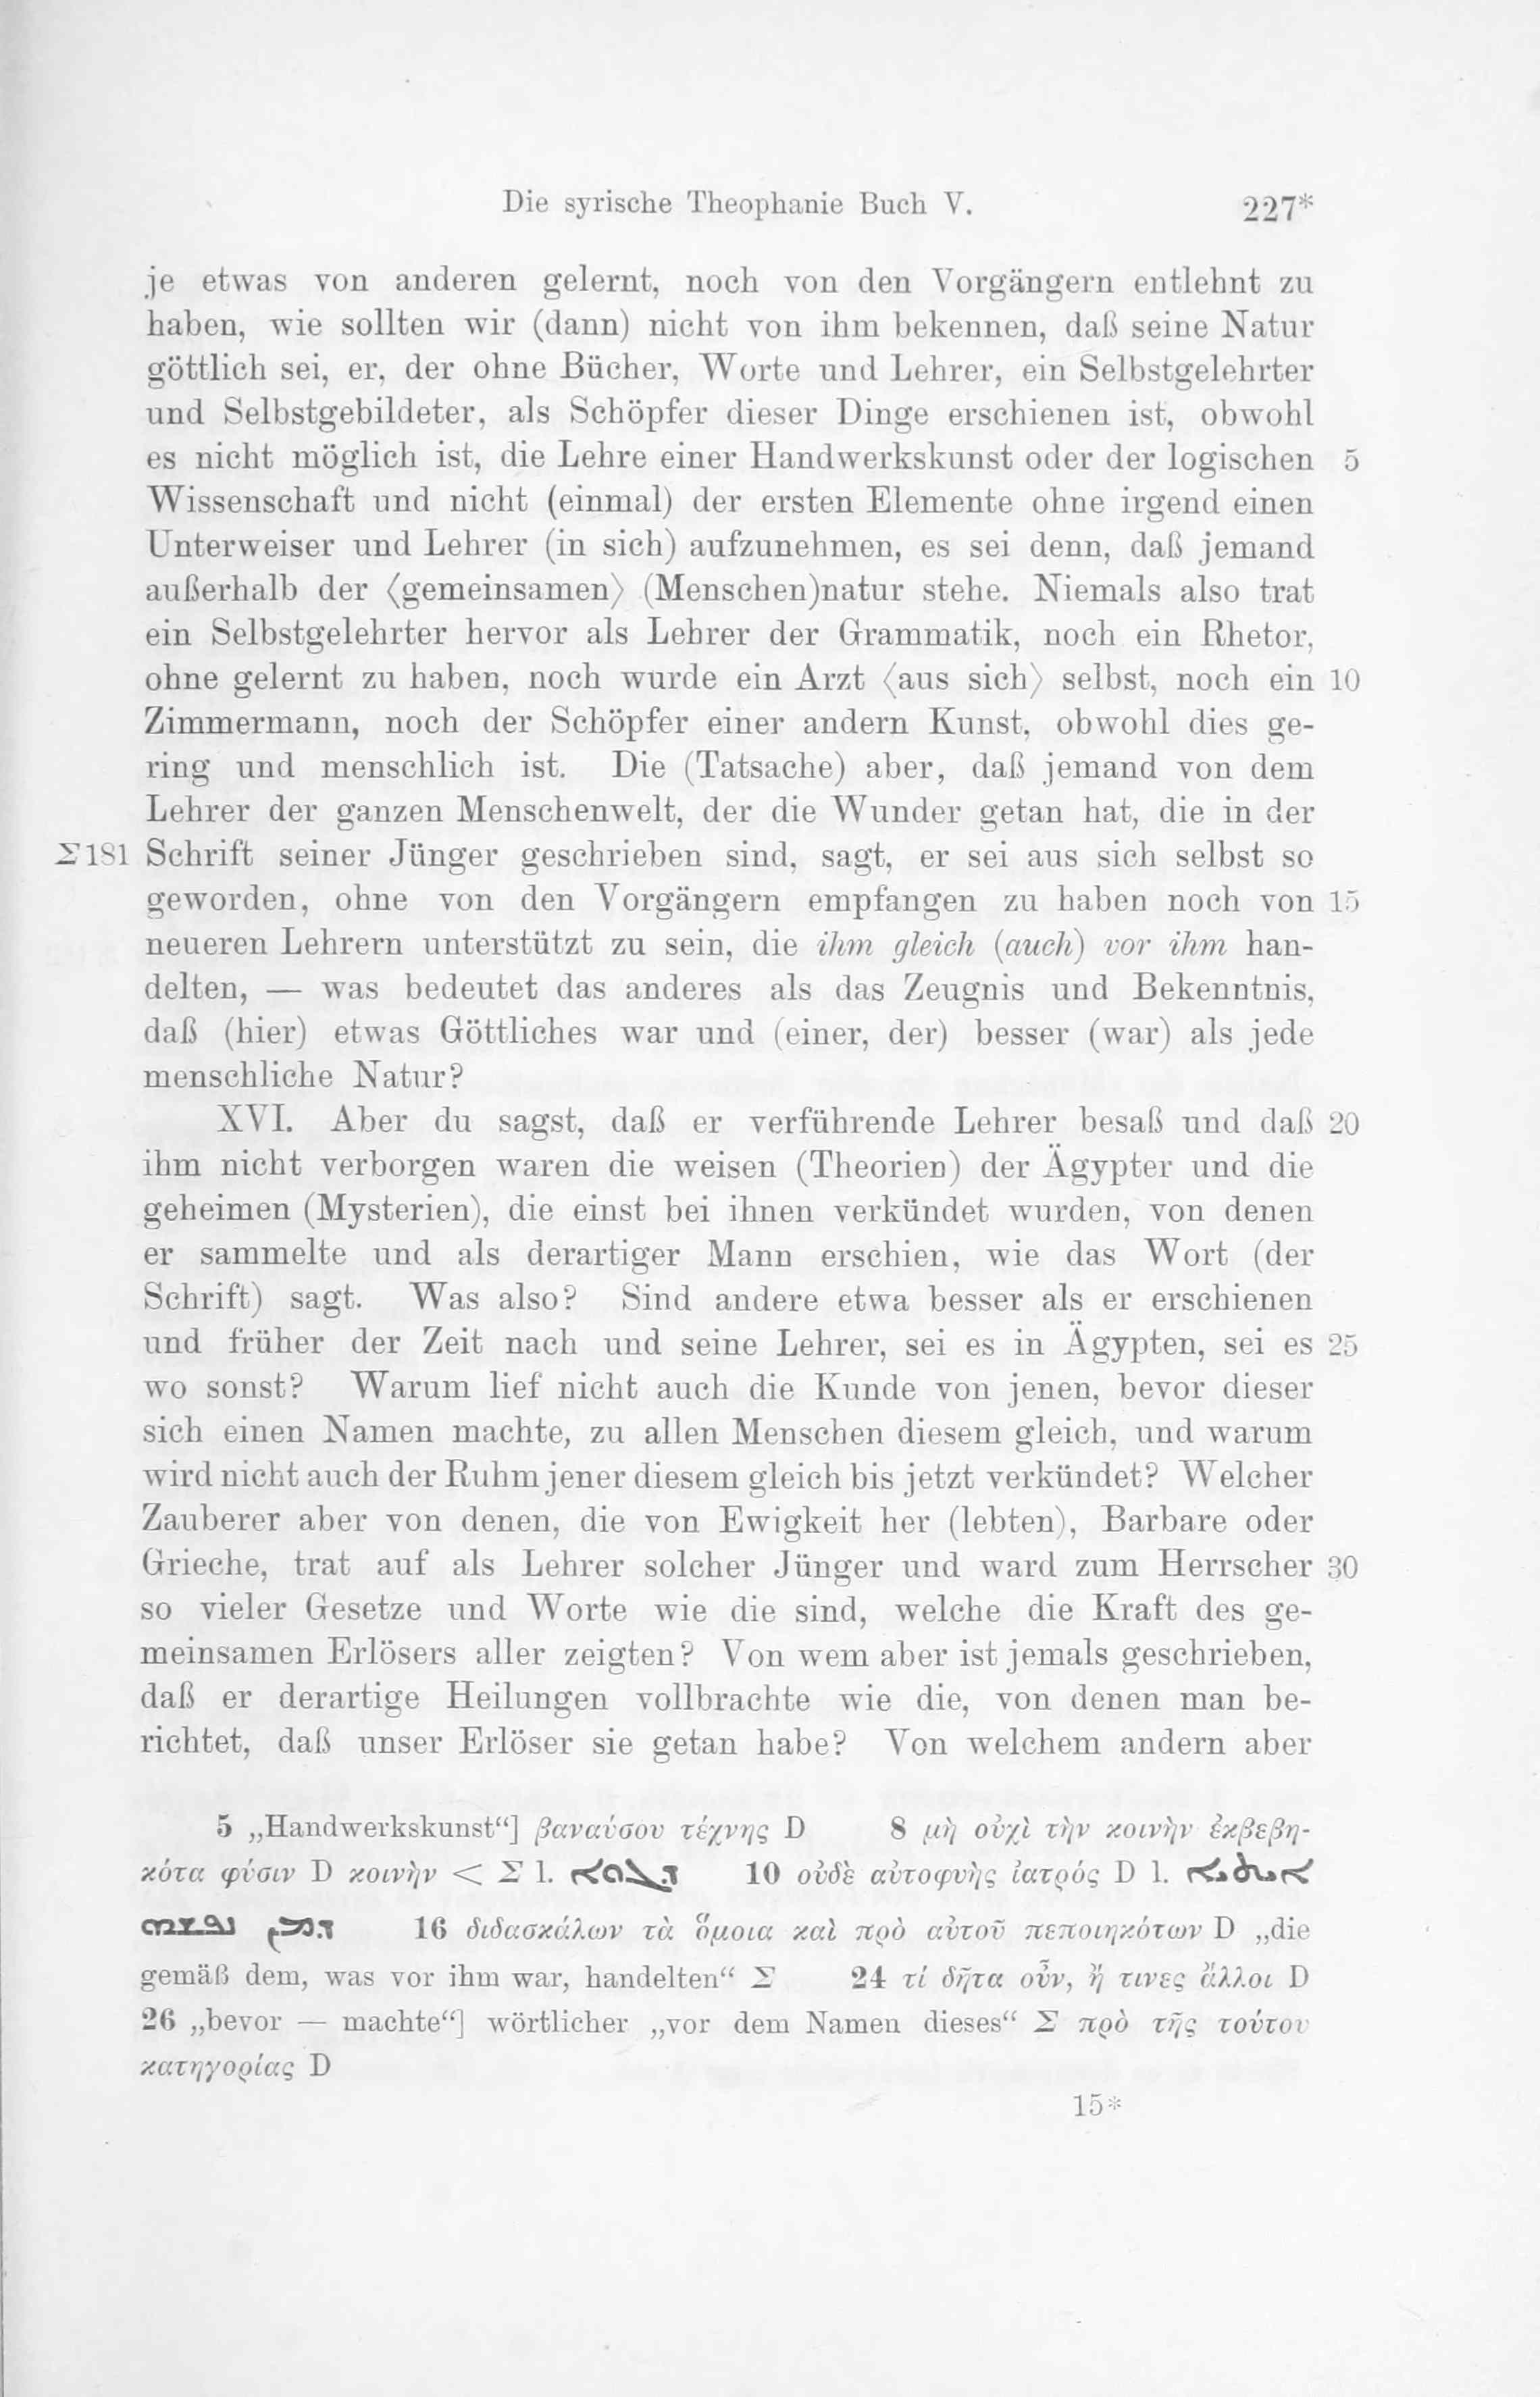 Die syrische Theophanie Buch V. 227*
je etwas von anderen gelernt, noch von den Vorgängern entlehnt zu
haben, wie sollten wir (dann) nicht von ihm bekennen, daß seine Natur
göttlich sei, er, der ohne Bücher, Worte und Lehrer, ein Selbstgelehrter
und Selbstgebildeter, als Schöpfer dieser Dinge erschienen ist, obwohl
es nicht möglich ist, die Lehre einer Handwerkskunst oder der logischen 5
Wissenschaft und nicht (einmal) der ersten Elemente ohne irgend einen
Unterweiser und Lehrer (in sich) aufzunehmen, es sei denn, daß jemand
außerhalb der ⟨gemeinsamen⟩ (Menschen)natur stehe. Niemals also trat
ein Selbstgelehrter hervor als Lehrer der Grammatik, noch ein Rhetor,
ohne gelernt zu haben, noch wurde ein Arzt ⟨aus sich⟩ selbst, noch ein 10
Zimmermann, noch der Schöpfer einer andern Kunst, obwohl dies ge-
ring und menschlich ist. Die (Tatsache) aber, daß jemand von dem
Lehrer der ganzen Menschenwelt, der die Wunder getan hat, die in der
Σ181 Schrift seiner Jünger geschrieben sind, sagt, er sei aus sich selbst so
geworden, ohne von den Vorgängern empfangen zu haben noch von 15
neueren Lehrern unterstützt zu sein, die ihm gleich (auch) vor ihm han-
delten, — was bedeutet das anderes als das Zeugnis und Bekenntnis,
daß (hier) etwas Göttliches war und (einer, der) besser (war) als jede
menschliche Natur?
XVI. Aber du sagst, daß er verführende Lehrer besaß und daß 20
ihm nicht verborgen waren die weisen (Theorien) der Ägypter und die
geheimen (Mysterien), die einst bei ihnen verkündet wurden, von denen
er sammelte und als derartiger Mann erschien, wie das Wort (der
Schrift) sagt. Was also? Sind andere etwa besser als er erschienen
und früher der Zeit nach und seine Lehrer, sei es in Ägypten, sei es 25
wo sonst? Warum lief nicht auch die Kunde von jenen, bevor dieser
sich einen Namen machte, zu allen Menschen diesem gleich, und warum
wird nicht auch der Ruhm jener diesem gleich bis jetzt verkündet? Welcher
Zauberer aber von denen, die von Ewigkeit her (lebten), Barbare oder
Grieche, trat auf als Lehrer solcher Jünger und ward zum Herrscher 30
so vieler Gesetze und Worte wie die sind, welche die Kraft des ge-
meinsamen Erlösers aller zeigten? Von wem aber ist jemals geschrieben,
daß er derartige Heilungen vollbrachte wie die, von denen man be-
richtet, daß unser Erlöser sie getan habe? Von welchem andern aber
5 „Handwerkskunst“] βαναύσου τέχνης D 8 μὴ οὐχὶ τὴν κοινὴν ἐκβεβη-
κότα φύσιν D κοινὴν < Σ l. ܕܓܘܐ 10 οὐδὲ αὐτοφυὴς ἰατρός D l. ܐܝܬܝܐ
ܕܡܢ ܢܦܫܗ 16 διδασκάλων τὰ ὅμοια καὶ πρὸ αὐτοῦ πεποιηκότων D „die
gemäß dem, was vor ihm war, handelten“ Σ 24 τί δῆτα οὖν, ἤ τινες ἄλλοι D
26 „bevor — machte“] wörtlicher „vor dem Namen dieses“ Σ πρὸ τῆς τούτου
κατηγορίας D
15*